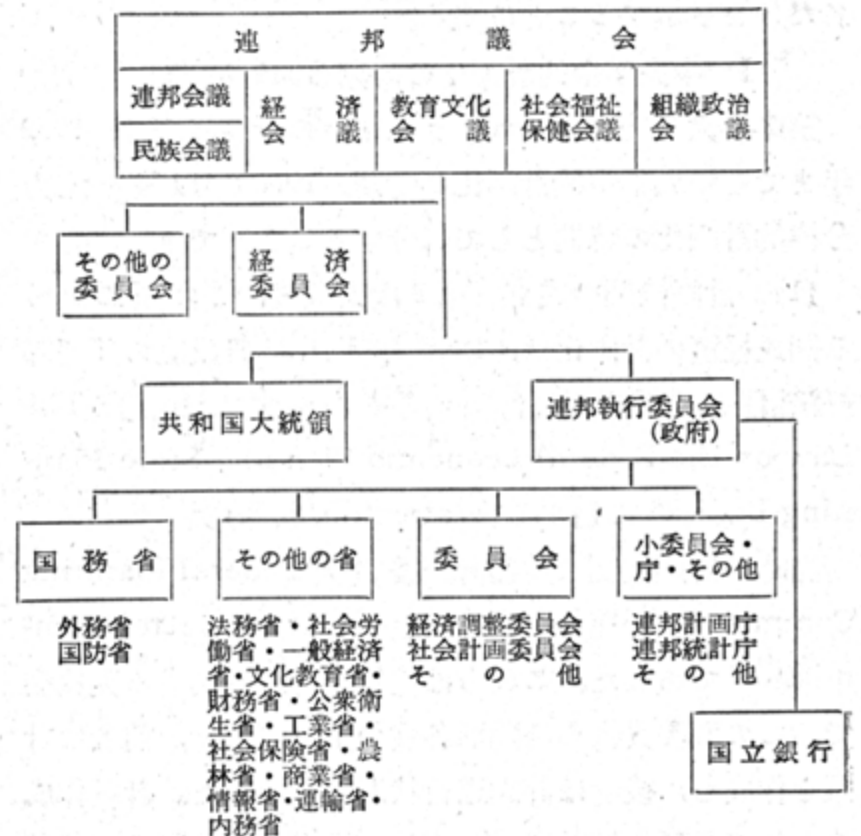 連邦議会
連邦会議
民族会議
経済
会議
教育文化
会議
社会福祉
保健会議
組織政治
会議
その他の
委員会
経済
委員会
共和国大統領
連邦執行委員会
(政府)
国務省
その他の省
委員会
小委員会・
庁・その他
外務省
国防省
法務省・社会労
働省・一般経済
省・文化教育省・
財務省・公衆衛
生省・工業省・
社会保険省・農
林省・商業省・
情報省・運輸省・
内務省
経済調整委員会
社会計画委員会
その他
連邦計画庁
連邦統計庁
その他
国立銀行